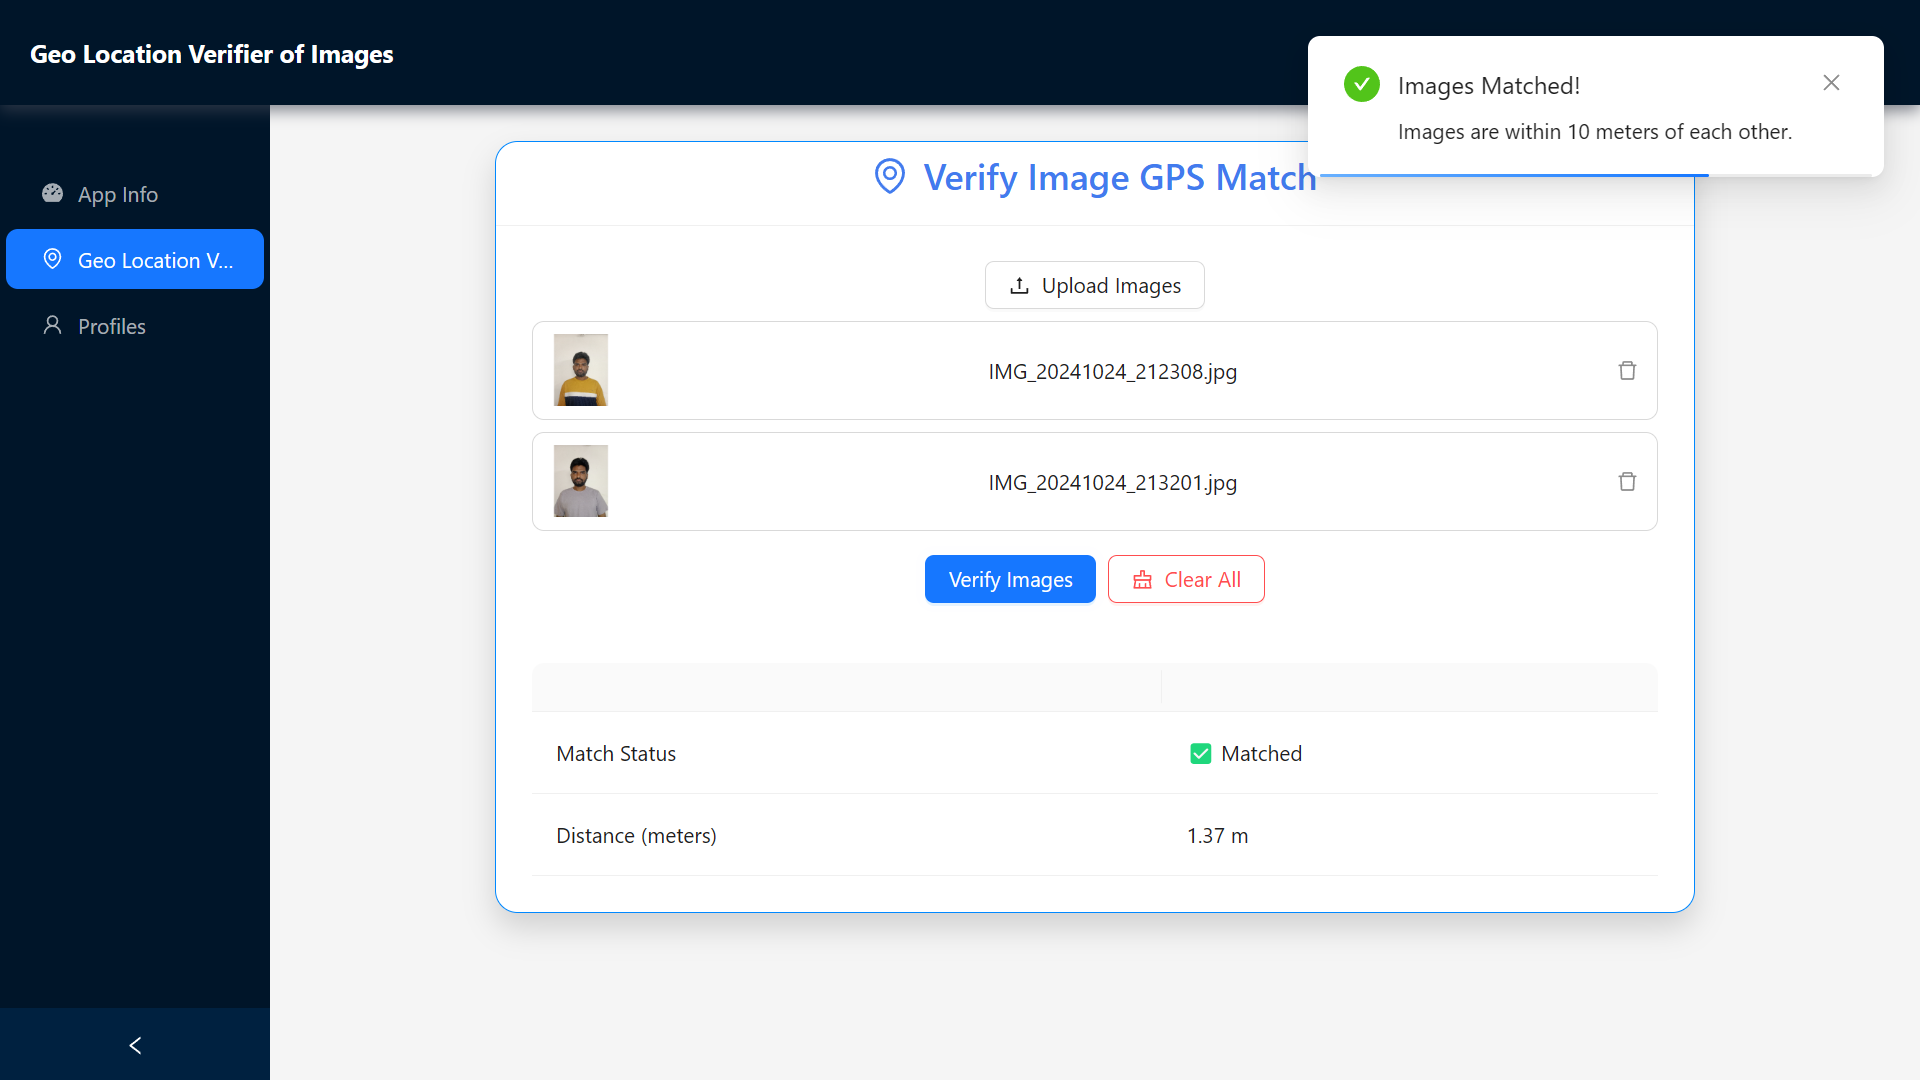 Geo Location Verifier of Images
Images Matched!
Images are within 10 meters of each other.
App Info
Geo Location V...
Profiles
Verify Image GPS Match
Upload Images
IMG_20241024_212308.jpg
IMG_20241024_213201.jpg
Verify Images
Clear All
Match Status
Matched
Distance (meters)
1.37 m